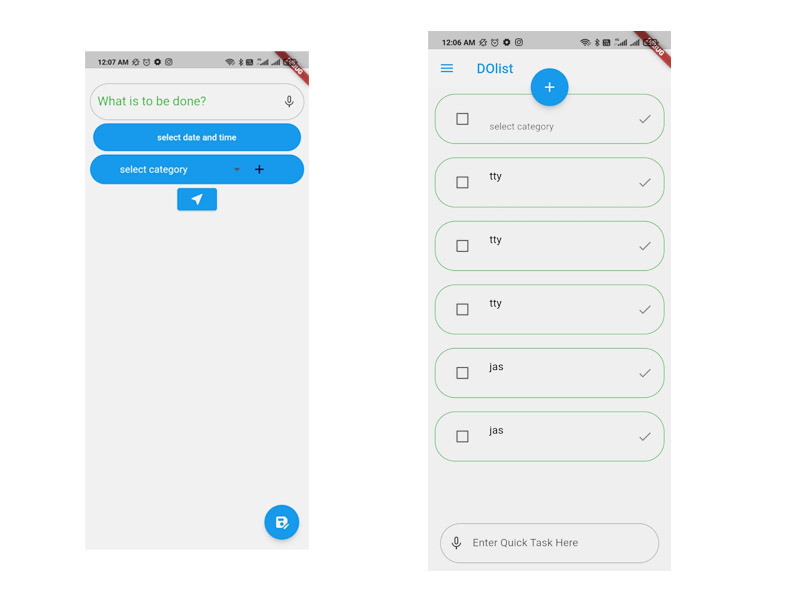 12:07 AM
What is to be done?
select date and time
select category
12:06 AM
DOlist
select category
tty
tty
tty
jas
jas
Enter Quick Task Here